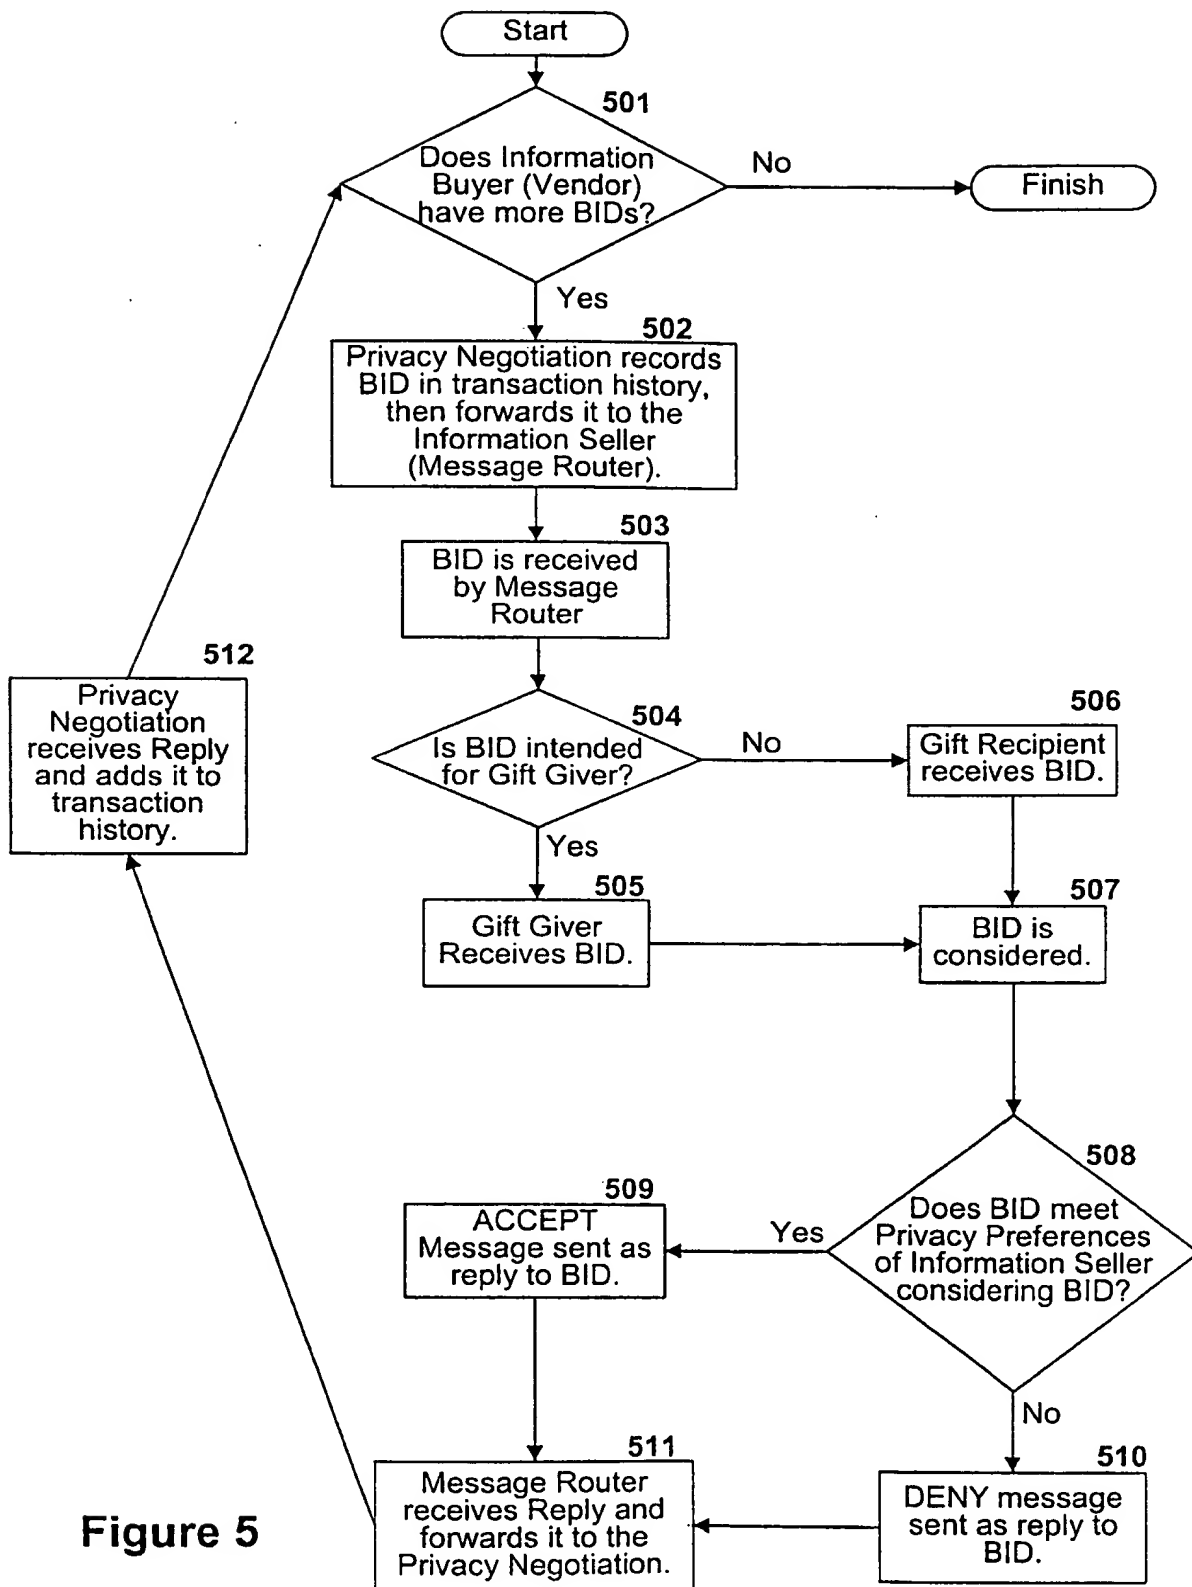 Start
501
Does Information
Buyer (Vendor)
have more BIDs?
No
Finish
Yes
502
Privacy Negotiation records
BID in transaction history,
then forwards it to the
Information Seller
(Message Router).
503
BID is received
by Message
Router
512
Privacy
Negotiation
receives Reply
and adds it to
transaction
history.
504
Is BID intended
for Gift Giver?
No
506
Gift Recipient
receives BID.
Yes
505
Gift Giver
Receives BID.
507
BID is
considered.
508
Does BID meet
Privacy Preferences
of Information Seller
considering BID?
Yes
509
ACCEPT
Message sent as
reply to BID.
No
510
DENY message
sent as reply to
BID.
511
Message Router
receives Reply and
forwards it to the
Privacy Negotiation.
Figure 5